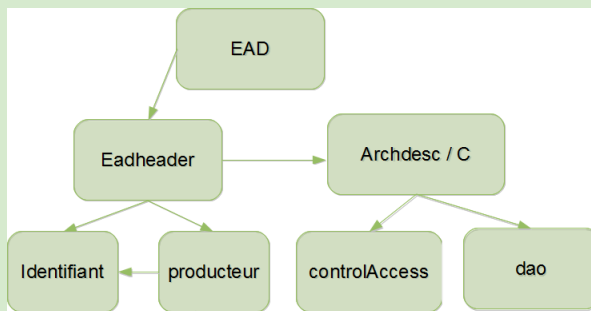 EAD
Eadheader
Archdesc / C
Identifiant
producteur
controlAccess
dao